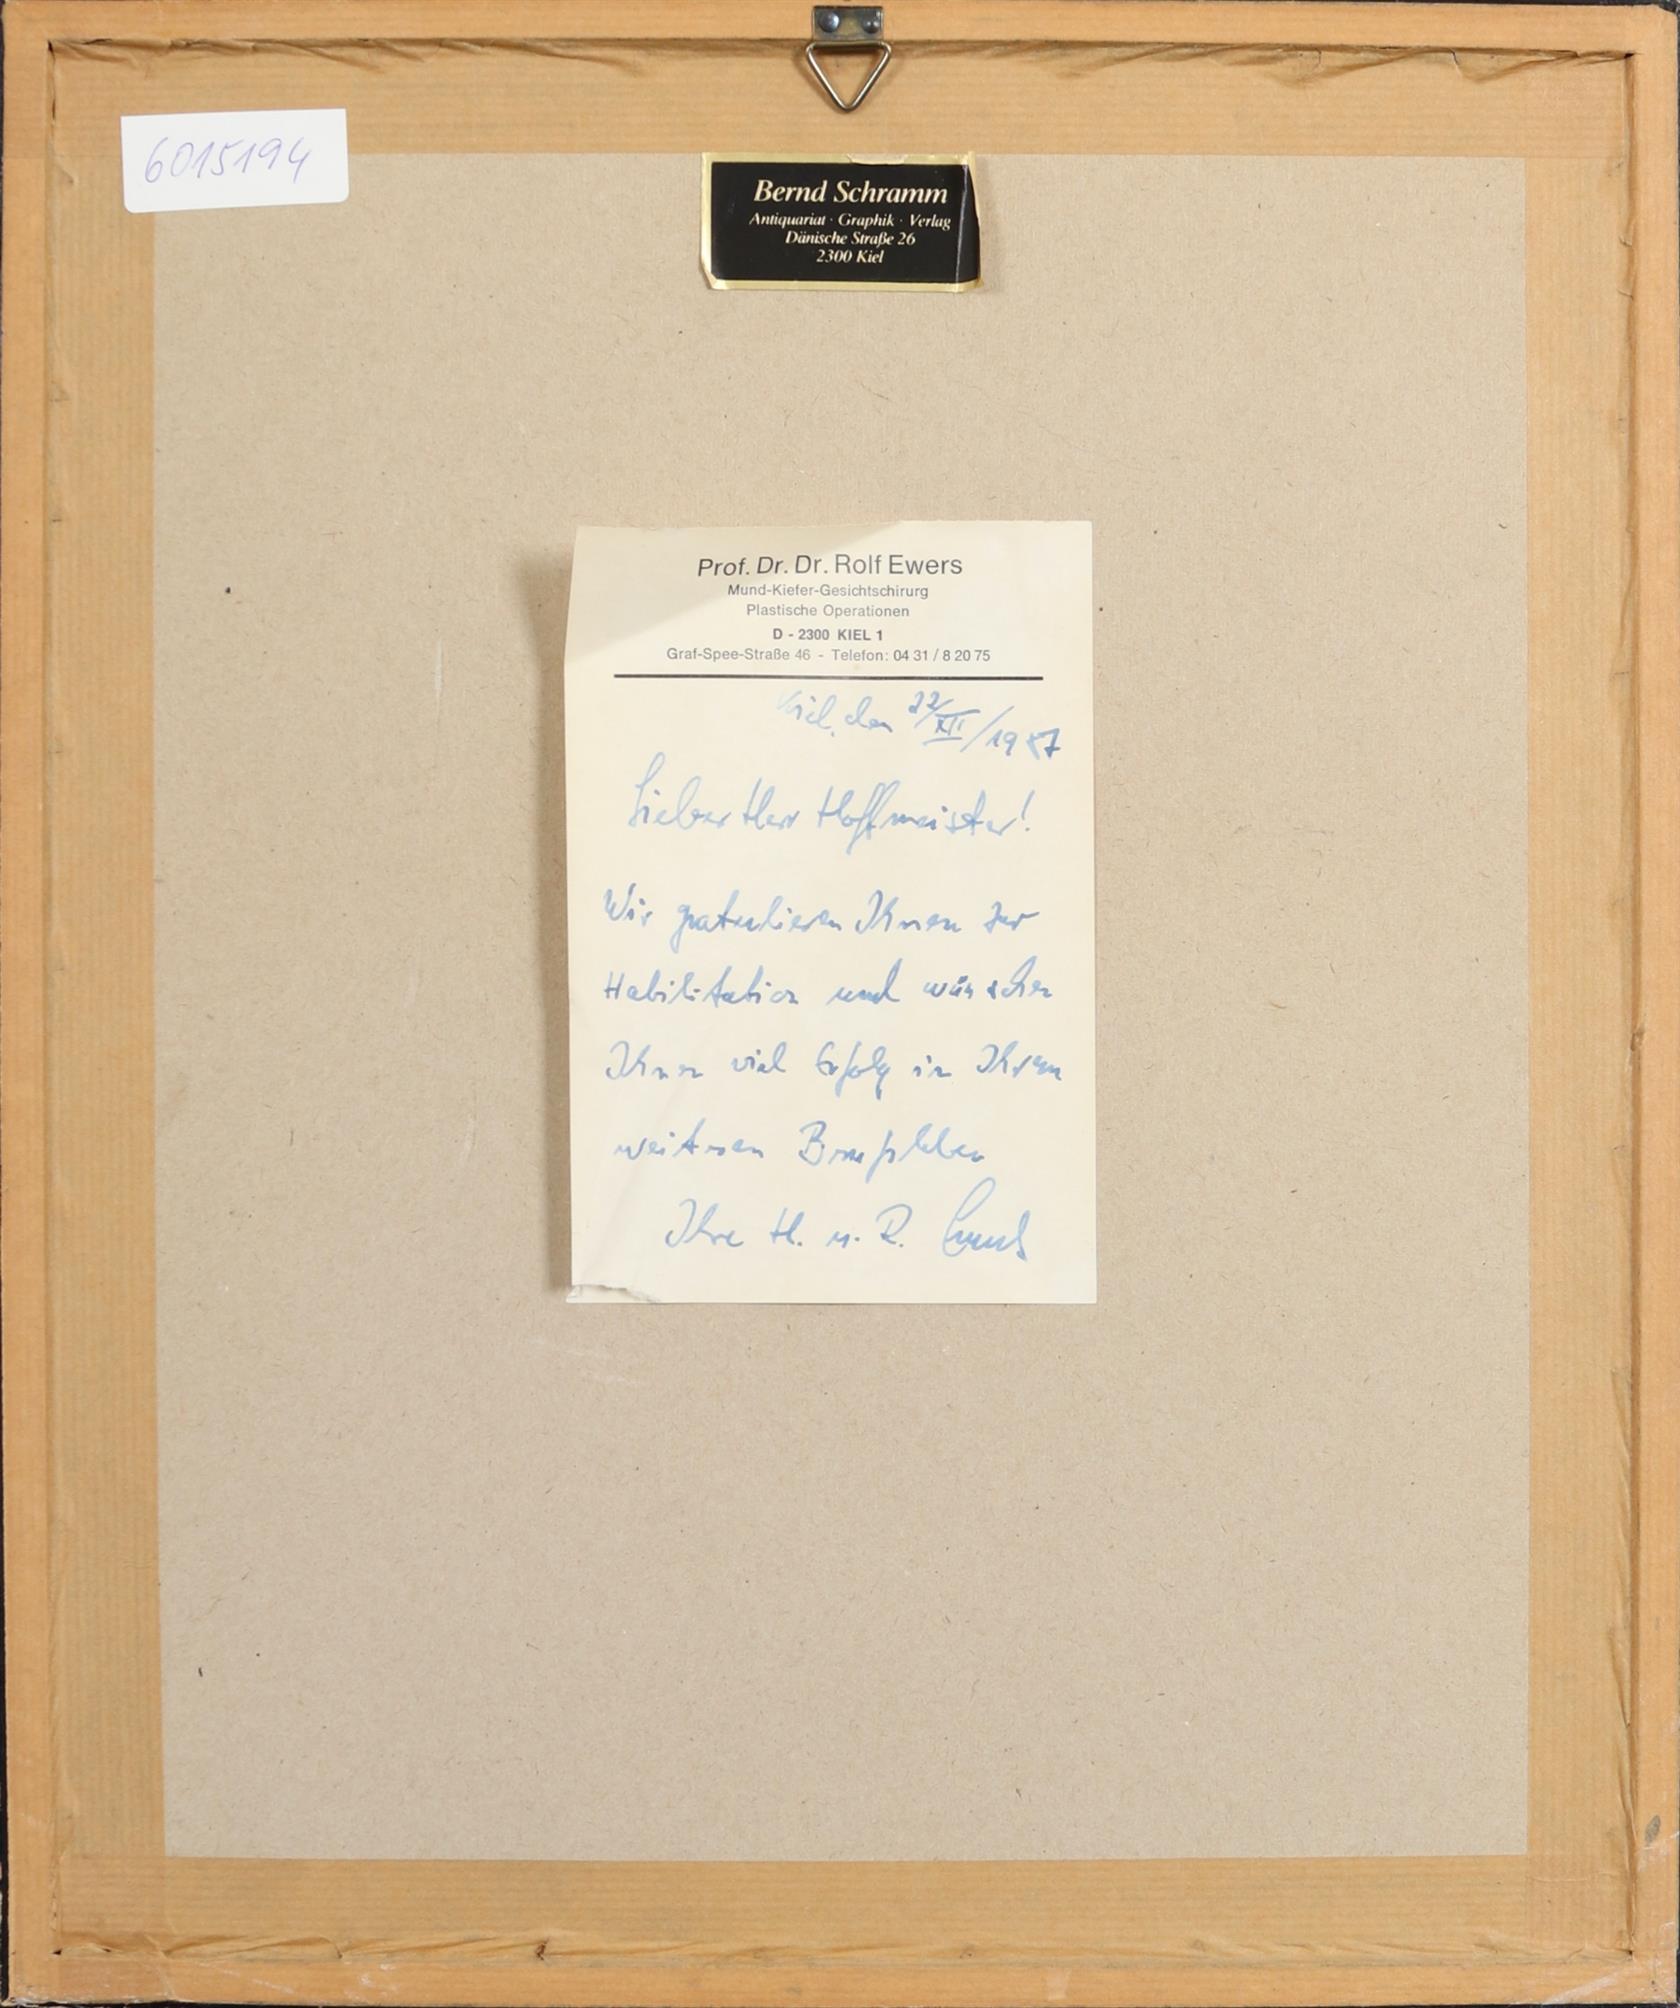 6015194
Bernd Schramm
Antiquariat · Graphik · Verlag
Dänische Straße 26
2300 Kiel
Prof. Dr. Dr. Rolf Ewers
Mund-Kiefer-Gesichtschirurg
Plastische Operationen
D - 2300 KIEL 1
Graf-Spee-Straße 46 - Telefon: 04 31 / 8 20 75
Kiel, den 22/XII/1987
Lieber Herr Hoffmeister!
Wir gratulieren Ihnen zur
Habilitation und wünschen
Ihnen viel Erfolg in Ihrem
weiteren Berufsleben
Ihre H. u. R. Ewers